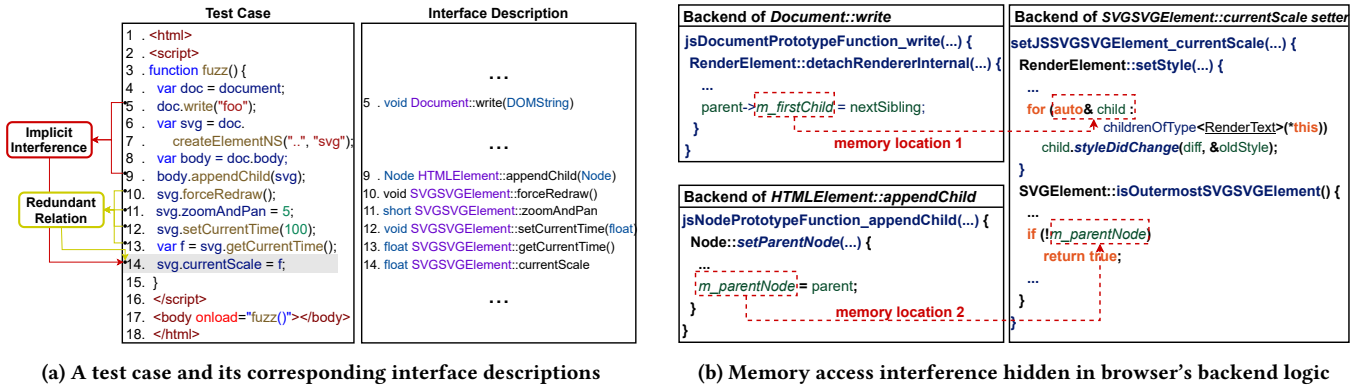 Test Case
Interface Description
1 . <html>
2 . <script>
3 . function fuzz() {
4 . var doc = document;
5 . doc.write("foo");
6 . var svg = doc.
7 . createElementNS("..", "svg");
8 . var body = doc.body;
9 . body.appendChild(svg);
10. svg.forceRedraw();
11. svg.zoomAndPan = 5;
12. svg.setCurrentTime(100);
13. var f = svg.getCurrentTime();
14. svg.currentScale = f;
15. }
16. </script>
17. <body onload="fuzz()"></body>
18. </html>
Implicit
Interference
Redundant
Relation
...
5 . void Document::write(DOMString)
...
9 . Node HTMLElement::appendChild(Node)
10. void SVGSVGElement::forceRedraw()
11. short SVGSVGElement::zoomAndPan
12. void SVGSVGElement::setCurrentTime(float)
13. float SVGSVGElement::getCurrentTime()
14. float SVGSVGElement::currentScale
...
(a) A test case and its corresponding interface descriptions
Backend of Document::write
jsDocumentPrototypeFunction_write(...) {
RenderElement::detachRendererInternal(...) {
...
parent->m_firstChild = nextSibling;
}
}
memory location 1
Backend of HTMLElement::appendChild
jsNodePrototypeFunction_appendChild(...) {
Node::setParentNode(...) {
...
m_parentNode = parent;
}
}
memory location 2
Backend of SVGSVGElement::currentScale setter
setJSSVGSVGElement_currentScale(...) {
RenderElement::setStyle(...) {
...
for (auto& child :
childrenOfType<RenderText>(*this))
child.styleDidChange(diff, &oldStyle);
}
SVGElement::isOutermostSVGSVGElement() {
...
if (!m_parentNode)
return true;
...
}
}
(b) Memory access interference hidden in browser's backend logic